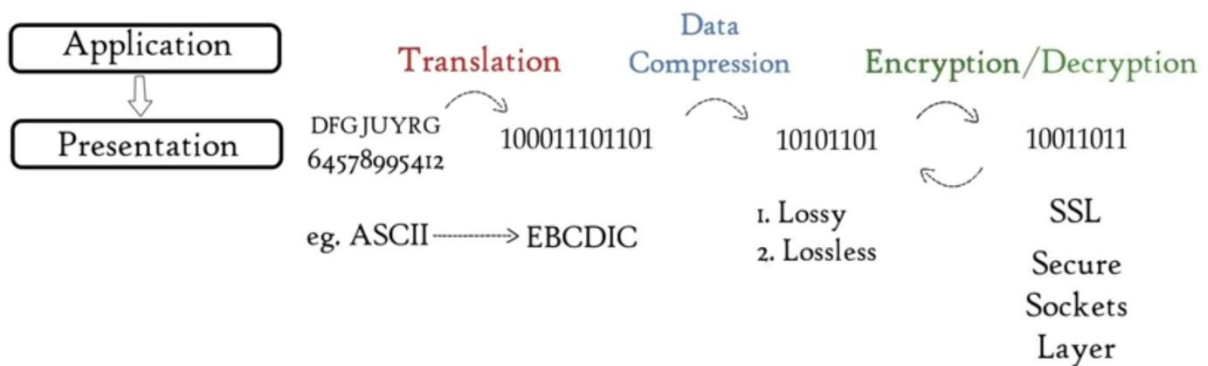 Application
Presentation
Translation
DFGJUYRG
64578995412
100011101101
eg. ASCII
EBCDIC
Data
Compression
10101101
1. Lossy
2. Lossless
Encryption/Decryption
10011011
SSL
Secure
Sockets
Layer